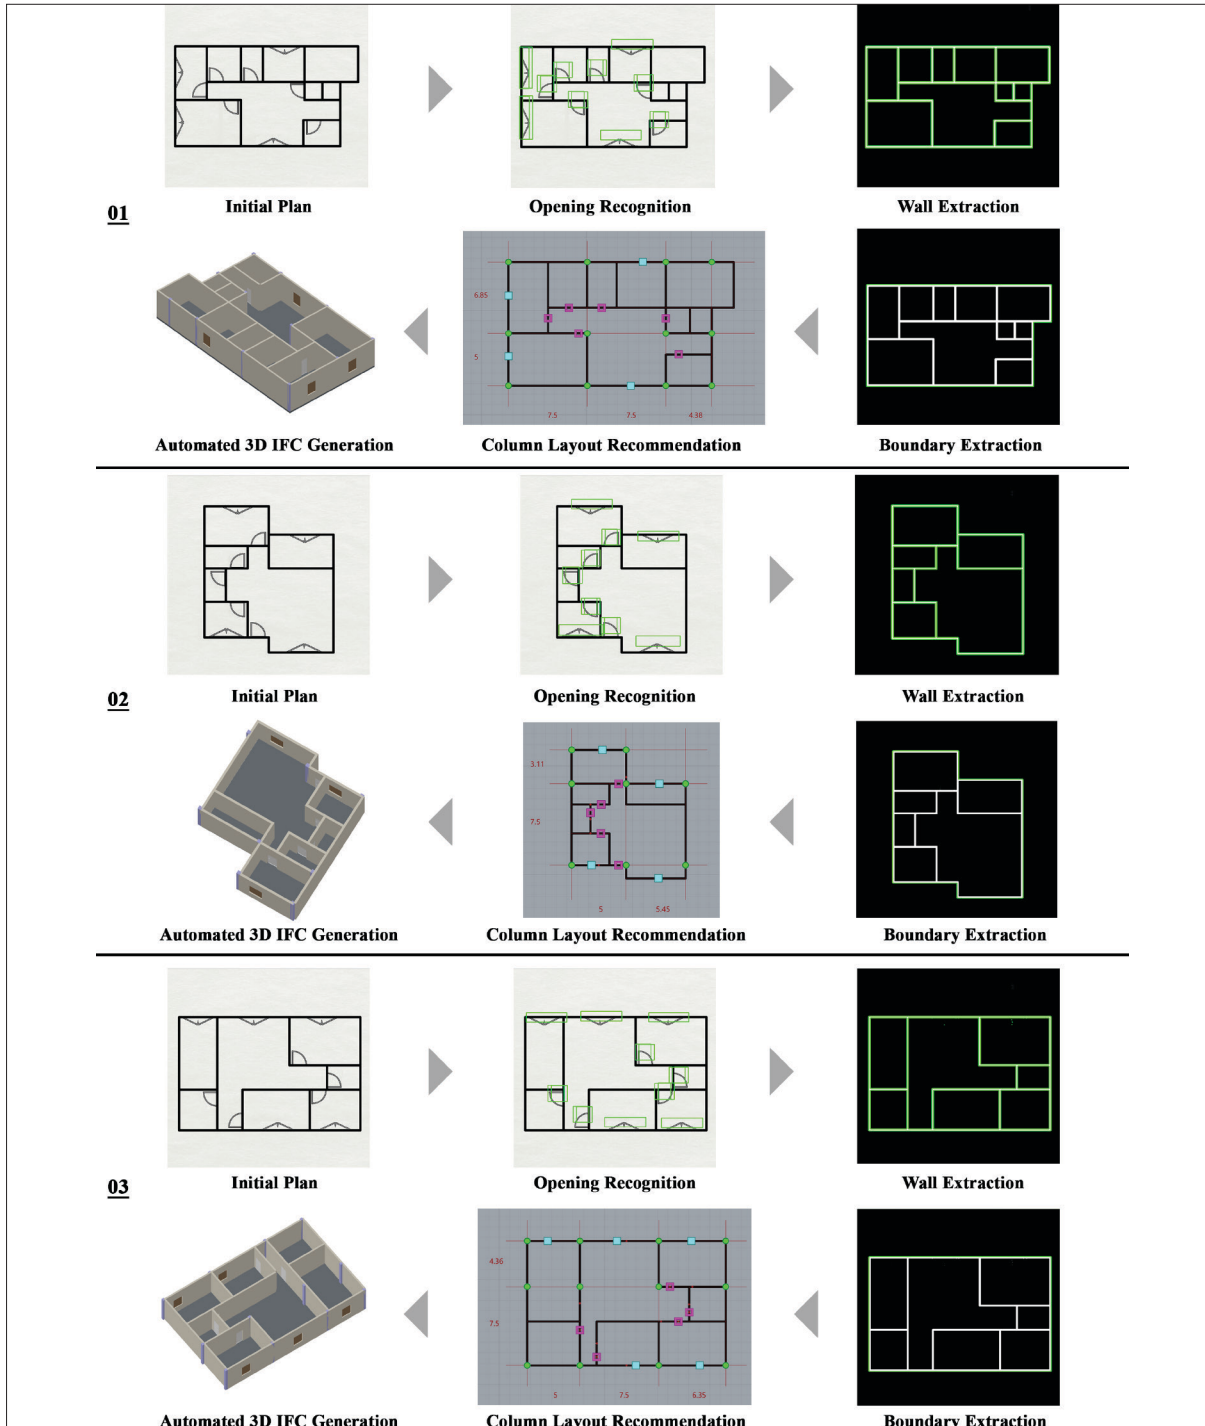 Initial Plan
Opening Recognition
Wall Extraction
01
6.85
5
7.5
7.5
4.38
Automated 3D IFC Generation
Column Layout Recommendation
Boundary Extraction
Initial Plan
Opening Recognition
Wall Extraction
02
3.11
7.5
5
5.45
Automated 3D IFC Generation
Column Layout Recommendation
Boundary Extraction
Initial Plan
Opening Recognition
Wall Extraction
03
4.36
7.5
5
7.5
6.35
Automated 3D IFC Generation
Column Layout Recommendation
Boundary Extraction